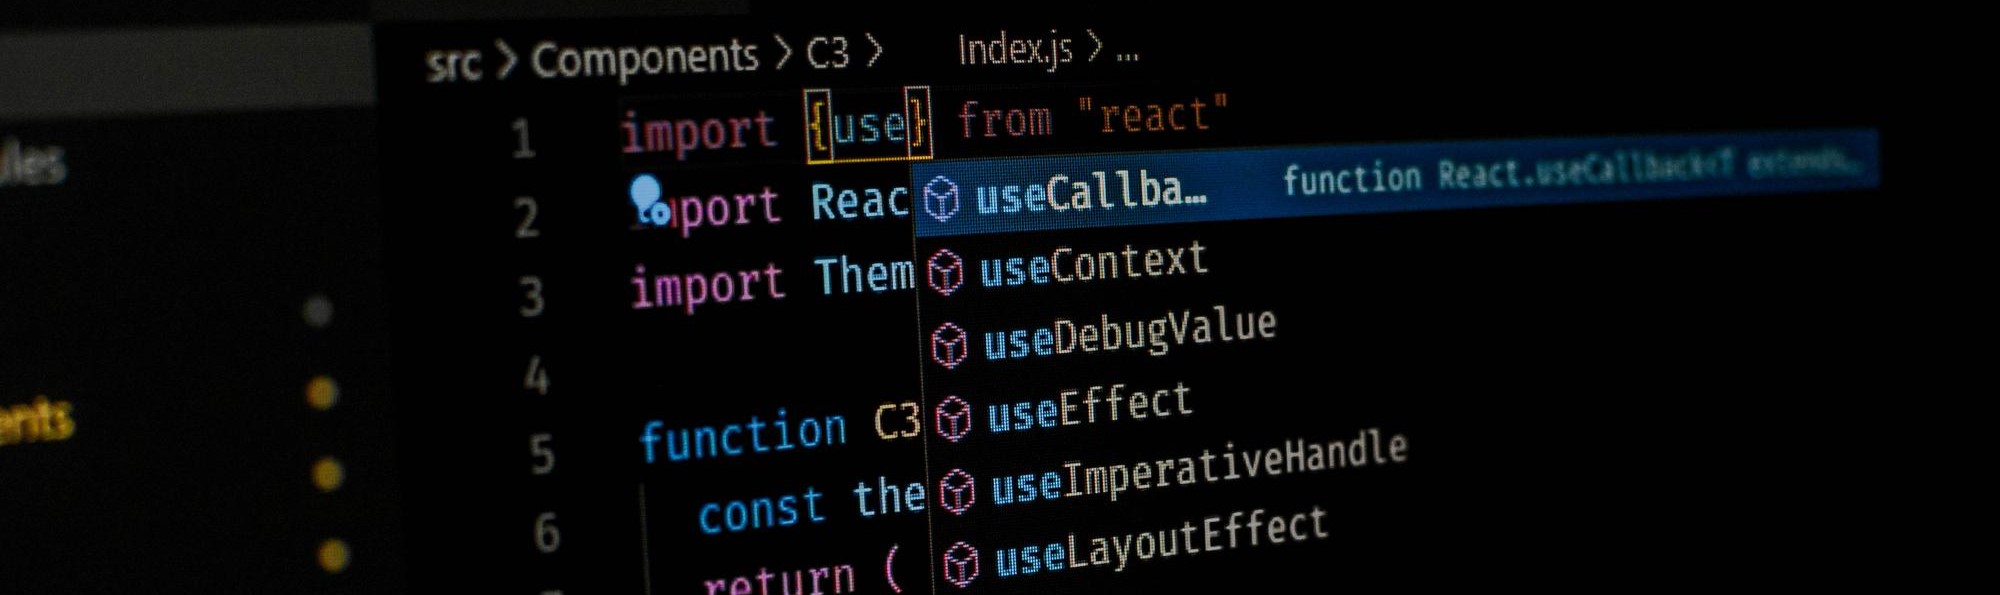 src > Components > C3 > Index.js > ...
1 import {use} from "react"
2 port Reac
3 import Them
4
5 function C3
6 const the
return (
useCallba... function React.useCallback<T extends...
useContext
useDebugValue
useEffect
useImperativeHandle
useLayoutEffect
ules
ents